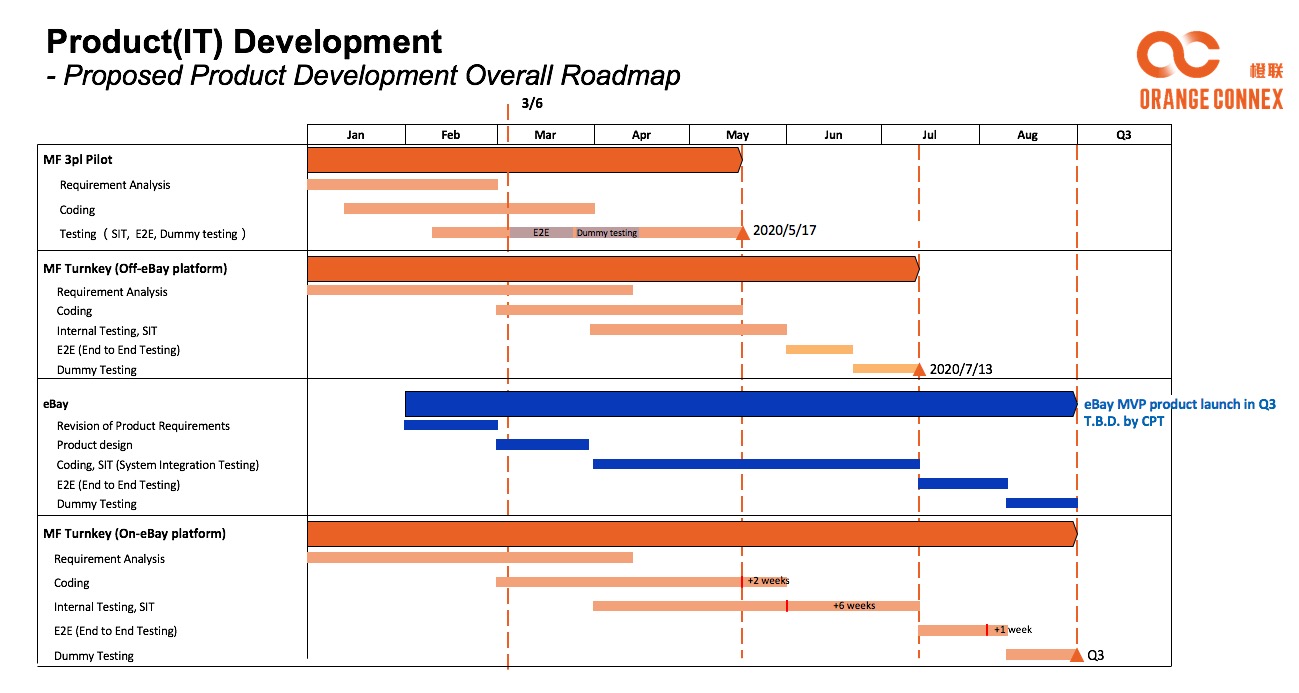 Product(IT) Development
- Proposed Product Development Overall Roadmap
橙联
ORANGE CONNEX
3/6
Jan Feb Mar Apr May Jun Jul Aug Q3
MF 3pl Pilot
Requirement Analysis
Coding
Testing ( SIT, E2E, Dummy testing )
E2E
Dummy testing
2020/5/17
MF Turnkey (Off-eBay platform)
Requirement Analysis
Coding
Internal Testing, SIT
E2E (End to End Testing)
Dummy Testing
2020/7/13
eBay
eBay MVP product launch in Q3
T.B.D. by CPT
Revision of Product Requirements
Product design
Coding, SIT (System Integration Testing)
E2E (End to End Testing)
Dummy Testing
MF Turnkey (On-eBay platform)
Requirement Analysis
Coding
+2 weeks
Internal Testing, SIT
+6 weeks
E2E (End to End Testing)
+1 week
Dummy Testing
Q3